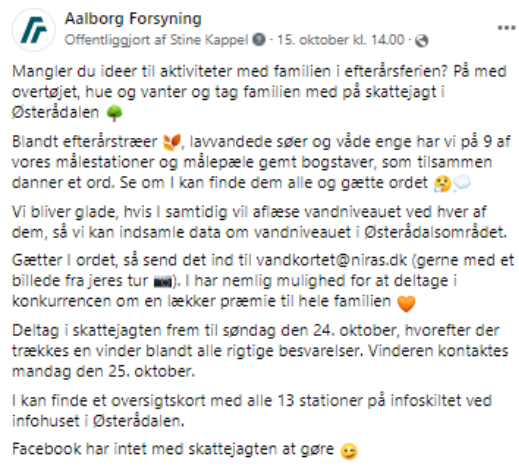 Aalborg Forsyning
Offentliggjort af Stine Kappel · 15. oktober kl. 14.00 ·
Mangler du ideer til aktiviteter med familien i efterårsferien? På med
overtøjet, hue og vanter og tag familien med på skattejagt i
Østerådalen 🌳
Blandt efterårstræer 🍂, lavvandede søer og våde enge har vi på 9 af
vores målestationer og målepæle gemt bogstaver, som tilsammen
danner et ord. Se om I kan finde dem alle og gætte ordet 🤔💭
Vi bliver glade, hvis I samtidig vil aflæse vandniveauet ved hver af
dem, så vi kan indsamle data om vandniveauet i Østerådalsområdet.
Gætter I ordet, så send det ind til vandkortet@niras.dk (gerne med et
billede fra jeres tur 📷). I har nemlig mulighed for at deltage i
konkurrencen om en lækker præmie til hele familien 🧡
Deltag i skattejagten frem til søndag den 24. oktober, hvorefter der
trækkes en vinder blandt alle rigtige besvarelser. Vinderen kontaktes
mandag den 25. oktober.
I kan finde et oversigtskort med alle 13 stationer på infoskiltet ved
infohuset i Østerådalen.
Facebook har intet med skattejagten at gøre 😉